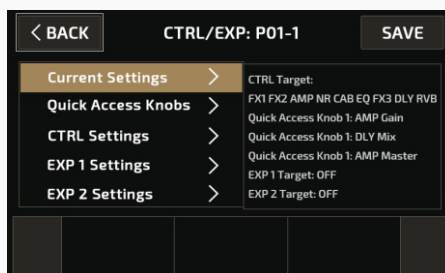 < BACK
CTRL/EXP: P01-1
SAVE
Current Settings >
Quick Access Knobs >
CTRL Settings >
EXP 1 Settings >
EXP 2 Settings >
CTRL Target:
FX1 FX2 AMP NR CAB EQ FX3 DLY RVB
Quick Access Knob 1: AMP Gain
Quick Access Knob 1: DLY Mix
Quick Access Knob 1: AMP Master
EXP 1 Target: OFF
EXP 2 Target: OFF